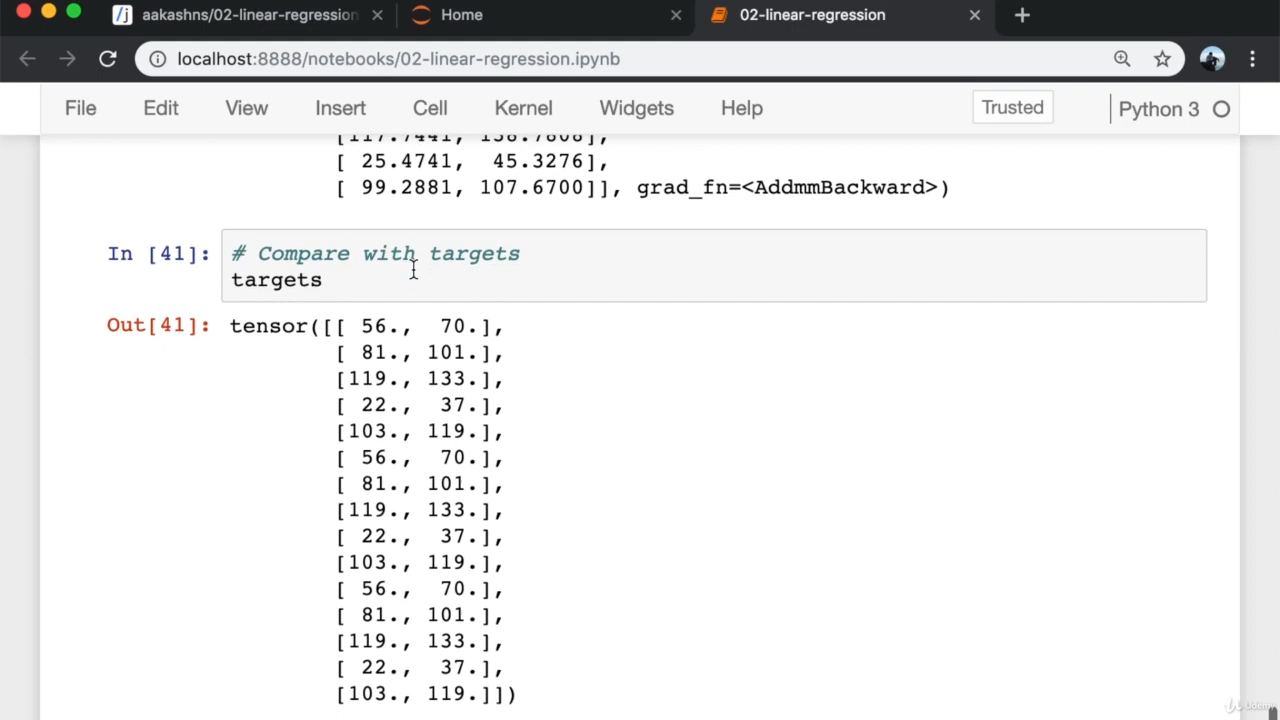 aakashns/02-linear-regression
Home
02-linear-regression
localhost:8888/notebooks/02-linear-regression.ipynb
File Edit View Insert Cell Kernel Widgets Help Trusted Python 3
[ 25.4741, 45.3276],
[ 99.2881, 107.6700]], grad_fn=<AddmmBackward>)
In [41]: # Compare with targets
targets
Out[41]: tensor([[ 56., 70.],
[ 81., 101.],
[119., 133.],
[ 22., 37.],
[103., 119.],
[ 56., 70.],
[ 81., 101.],
[119., 133.],
[ 22., 37.],
[103., 119.],
[ 56., 70.],
[ 81., 101.],
[119., 133.],
[ 22., 37.],
[103., 119.]])
Udemy